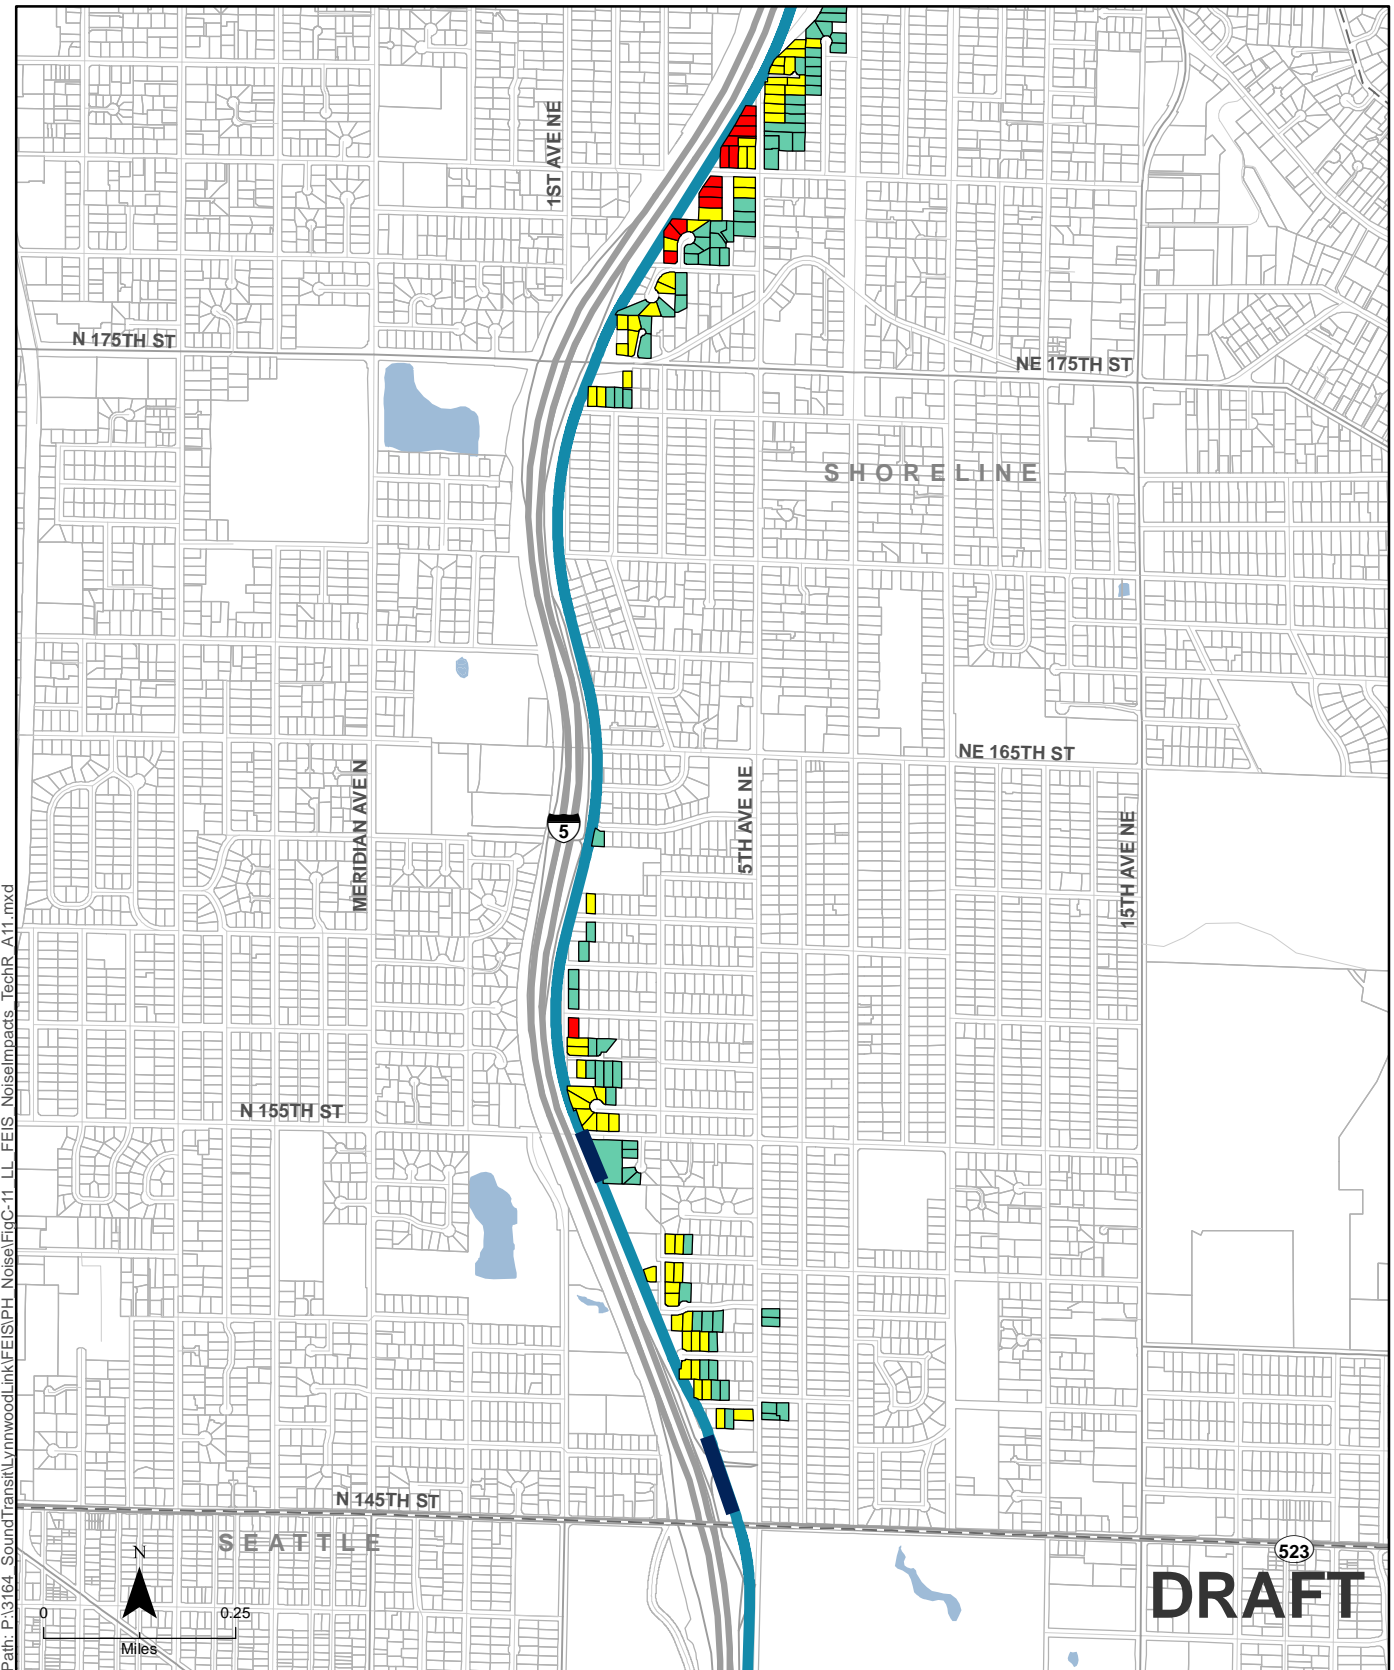 1ST AVE NE
N 175TH ST
NE 175TH ST
SHORELINE
NE 165TH ST
MERIDIAN AVE N
5TH AVE NE
15TH AVE NE
5
N 155TH ST
N 145TH ST
SEATTLE
523
DRAFT
N
0 0.25
Miles
Path: P:\3164_SoundTransit\LynnwoodLink\FEIS\PH_Noise\FigC-11_LL_FEIS_NoiseImpacts_TechR_A11.mxd